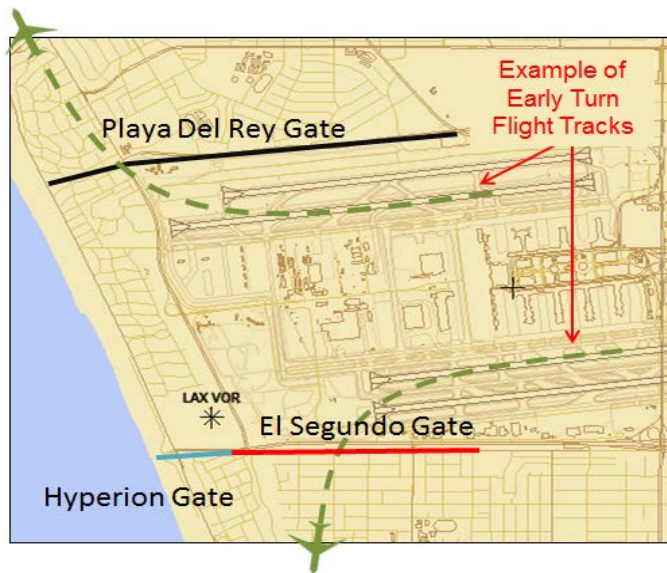 Example of
Early Turn
Flight Tracks
Playa Del Rey Gate
LAX VOR
El Segundo Gate
Hyperion Gate